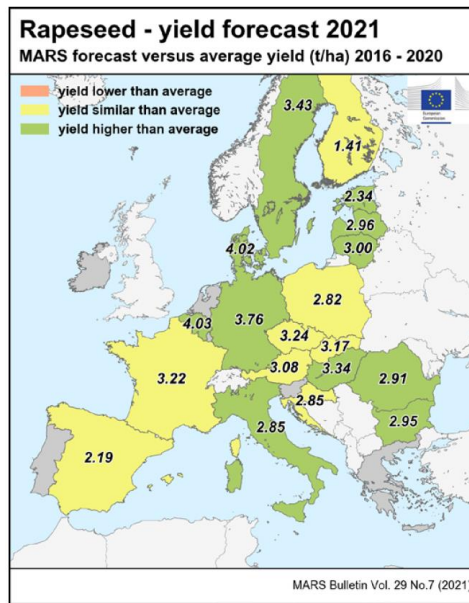 Rapeseed - yield forecast 2021
MARS forecast versus average yield (t/ha) 2016 - 2020
yield lower than average
yield similar than average
yield higher than average
European
Commission
3.43
1.41
2.34
2.96
3.00
4.02
2.82
4.03
3.76
3.24
3.17
3.08
3.34
3.22
2.91
2.85
2.95
2.85
2.19
MARS Bulletin Vol. 29 No.7 (2021)